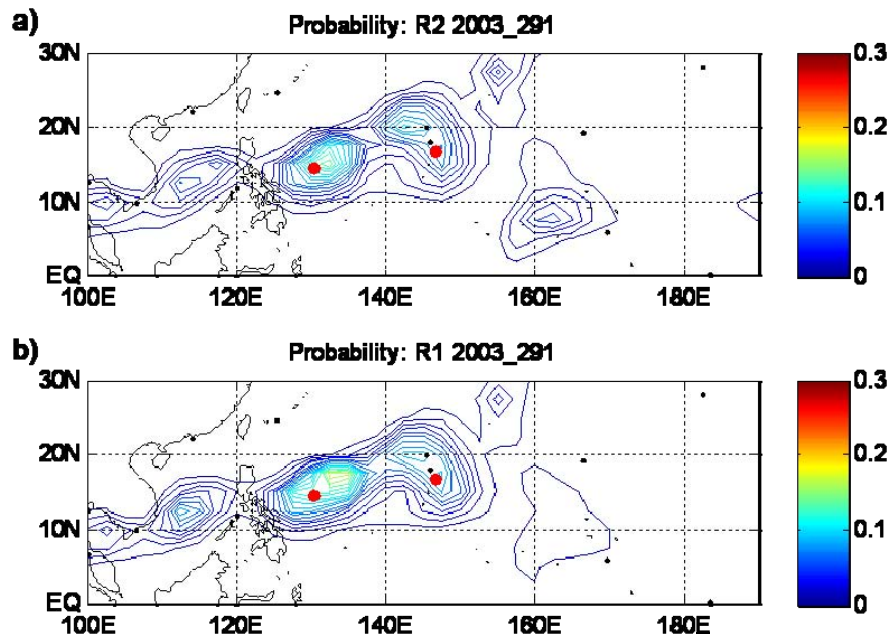 a)
Probability: R2 2003_291
30N
20N
10N
EQ
100E 120E 140E 160E 180E
0.3
0.2
0.1
0
b)
Probability: R1 2003_291
30N
20N
10N
EQ
100E 120E 140E 160E 180E
0.3
0.2
0.1
0